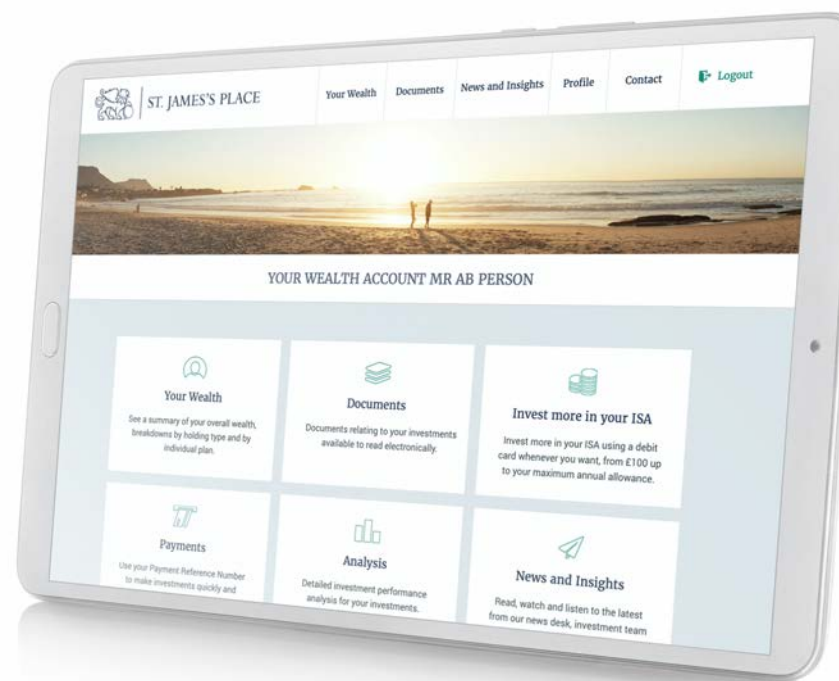 ST. JAMES'S PLACE
Your Wealth
Documents
News and Insights
Profile
Contact
Logout
YOUR WEALTH ACCOUNT MR AB PERSON
Your Wealth
See a summary of your overall wealth,
breakdowns by holding type and by
individual plan.
Documents
Documents relating to your investments
available to read electronically.
Invest more in your ISA
Invest more in your ISA using a debit
card whenever you want, from £100 up
to your maximum annual allowance.
Payments
Use your Payment Reference Number
to make investments quickly and
Analysis
Detailed investment performance
analysis for your investments.
News and Insights
Read, watch and listen to the latest
from our news desk, investment team